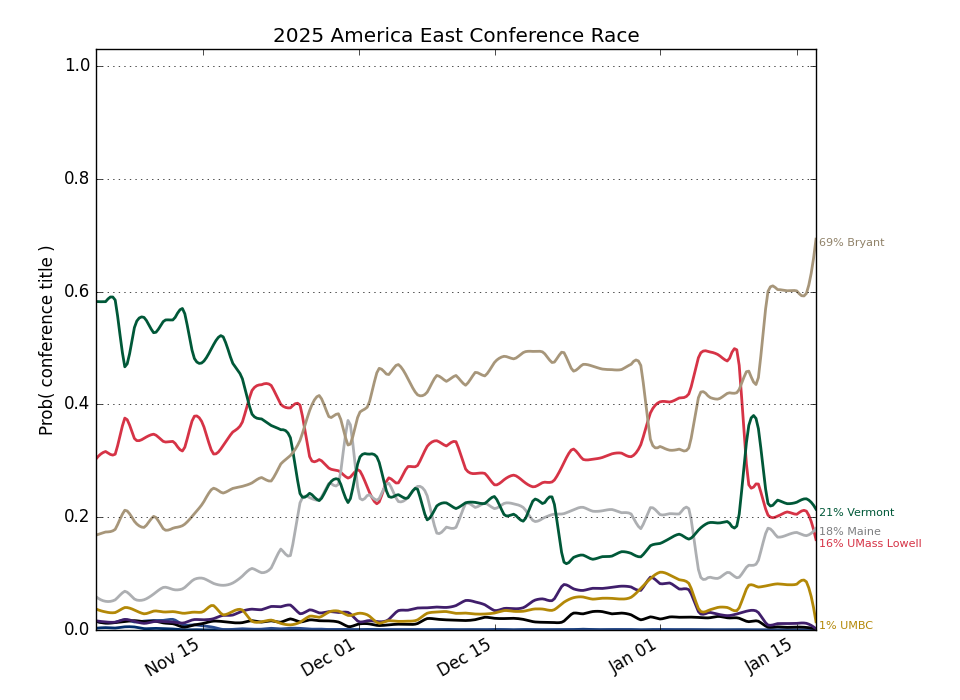 2025 America East Conference Race
Prob( conference title )
1.0
0.8
0.6
0.4
0.2
0.0
69% Bryant
21% Vermont
18% Maine
16% UMass Lowell
1% UMBC
Nov 15
Dec 01
Dec 15
Jan 01
Jan 15